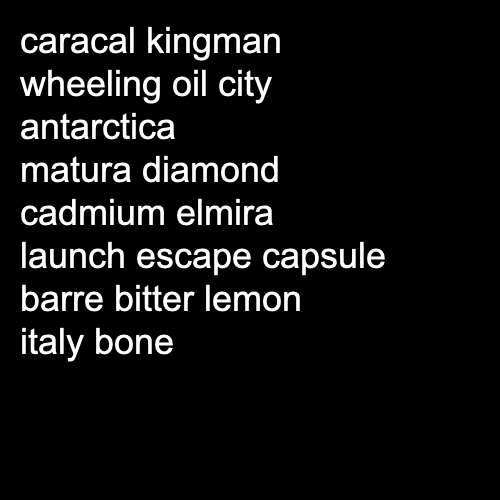 caracal kingman
wheeling oil city
antarctica
matura diamond
cadmium elmira
launch escape capsule
barre bitter lemon
italy bone